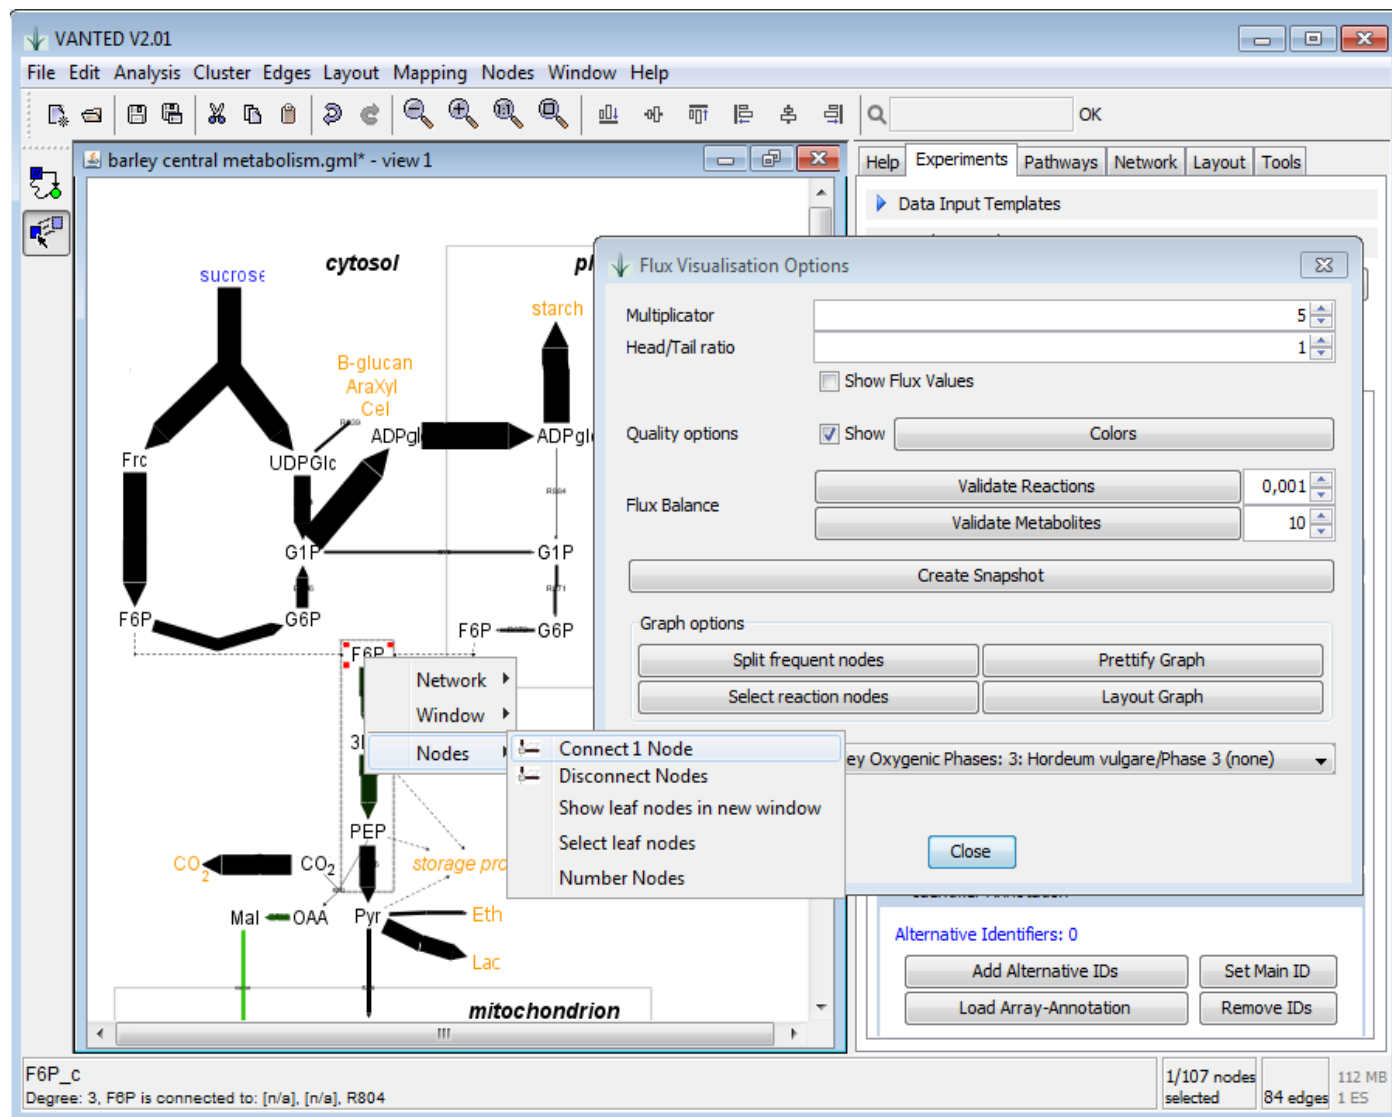 VANTED V2.01
File Edit Analysis Cluster Edges Layout Mapping Nodes Window Help
OK
barley central metabolism.gml* - view 1
Help Experiments Pathways Network Layout Tools
Data Input Templates
Flux Visualisation Options
Multiplicator 5
Head/Tail ratio 1
Show Flux Values
Quality options Show Colors
Flux Balance
Validate Reactions 0,001
Validate Metabolites 10
Create Snapshot
Graph options
Split frequent nodes Prettify Graph
Select reaction nodes Layout Graph
ey Oxygenic Phases: 3: Hordeum vulgare/Phase 3 (none)
Close
cytosol
pl
sucrose
starch
B-glucan
AraXyl
Cel
ADPgl
ADPglc
Frc
UDPGlc
R804
G1P
G1P
F6P
G6P
F6P
G6P
F6P
Network
Window
Nodes
Connect 1 Node
Disconnect Nodes
Show leaf nodes in new window
Select leaf nodes
Number Nodes
PEP
CO2
CO2
storage pro
Mal
OAA
Pyr
Eth
Lac
mitochondrion
Alternative Identifiers: 0
Add Alternative IDs Set Main ID
Load Array-Annotation Remove IDs
F6P_c
Degree: 3, F6P is connected to: [n/a], [n/a], R804
1/107 nodes
selected
84 edges
112 MB
1 ES